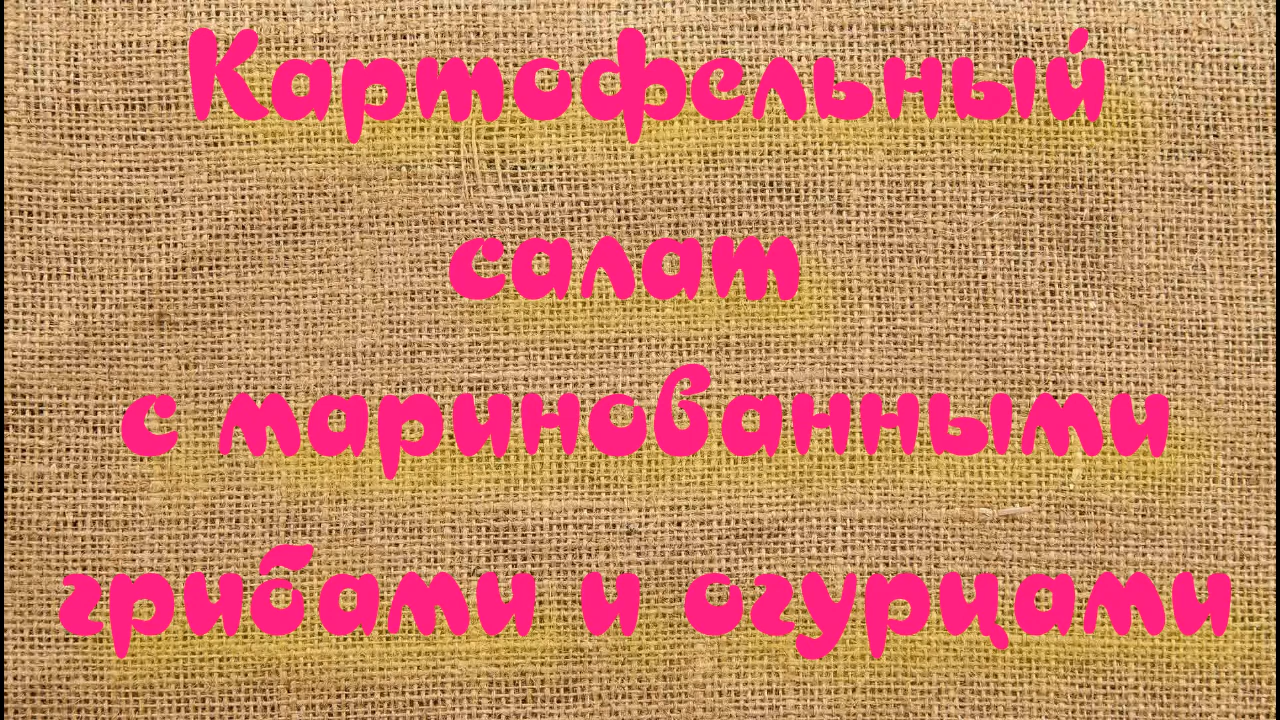 Картофельный
салат
с маринованными
грибами и огурцами